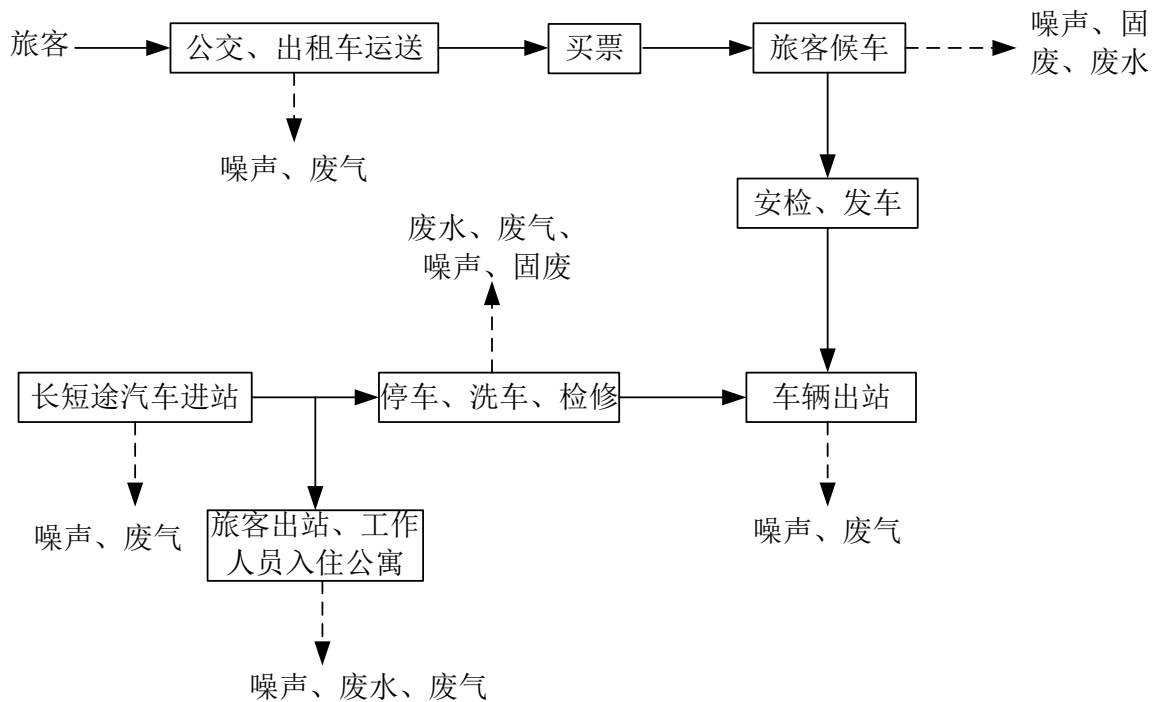 旅客
公交、出租车运送
买票
旅客候车
噪声、固
废、废水
噪声、废气
安检、发车
废水、废气、
噪声、固废
长短途汽车进站
停车、洗车、检修
车辆出站
噪声、废气
旅客出站、工作
人员入住公寓
噪声、废气
噪声、废水、废气